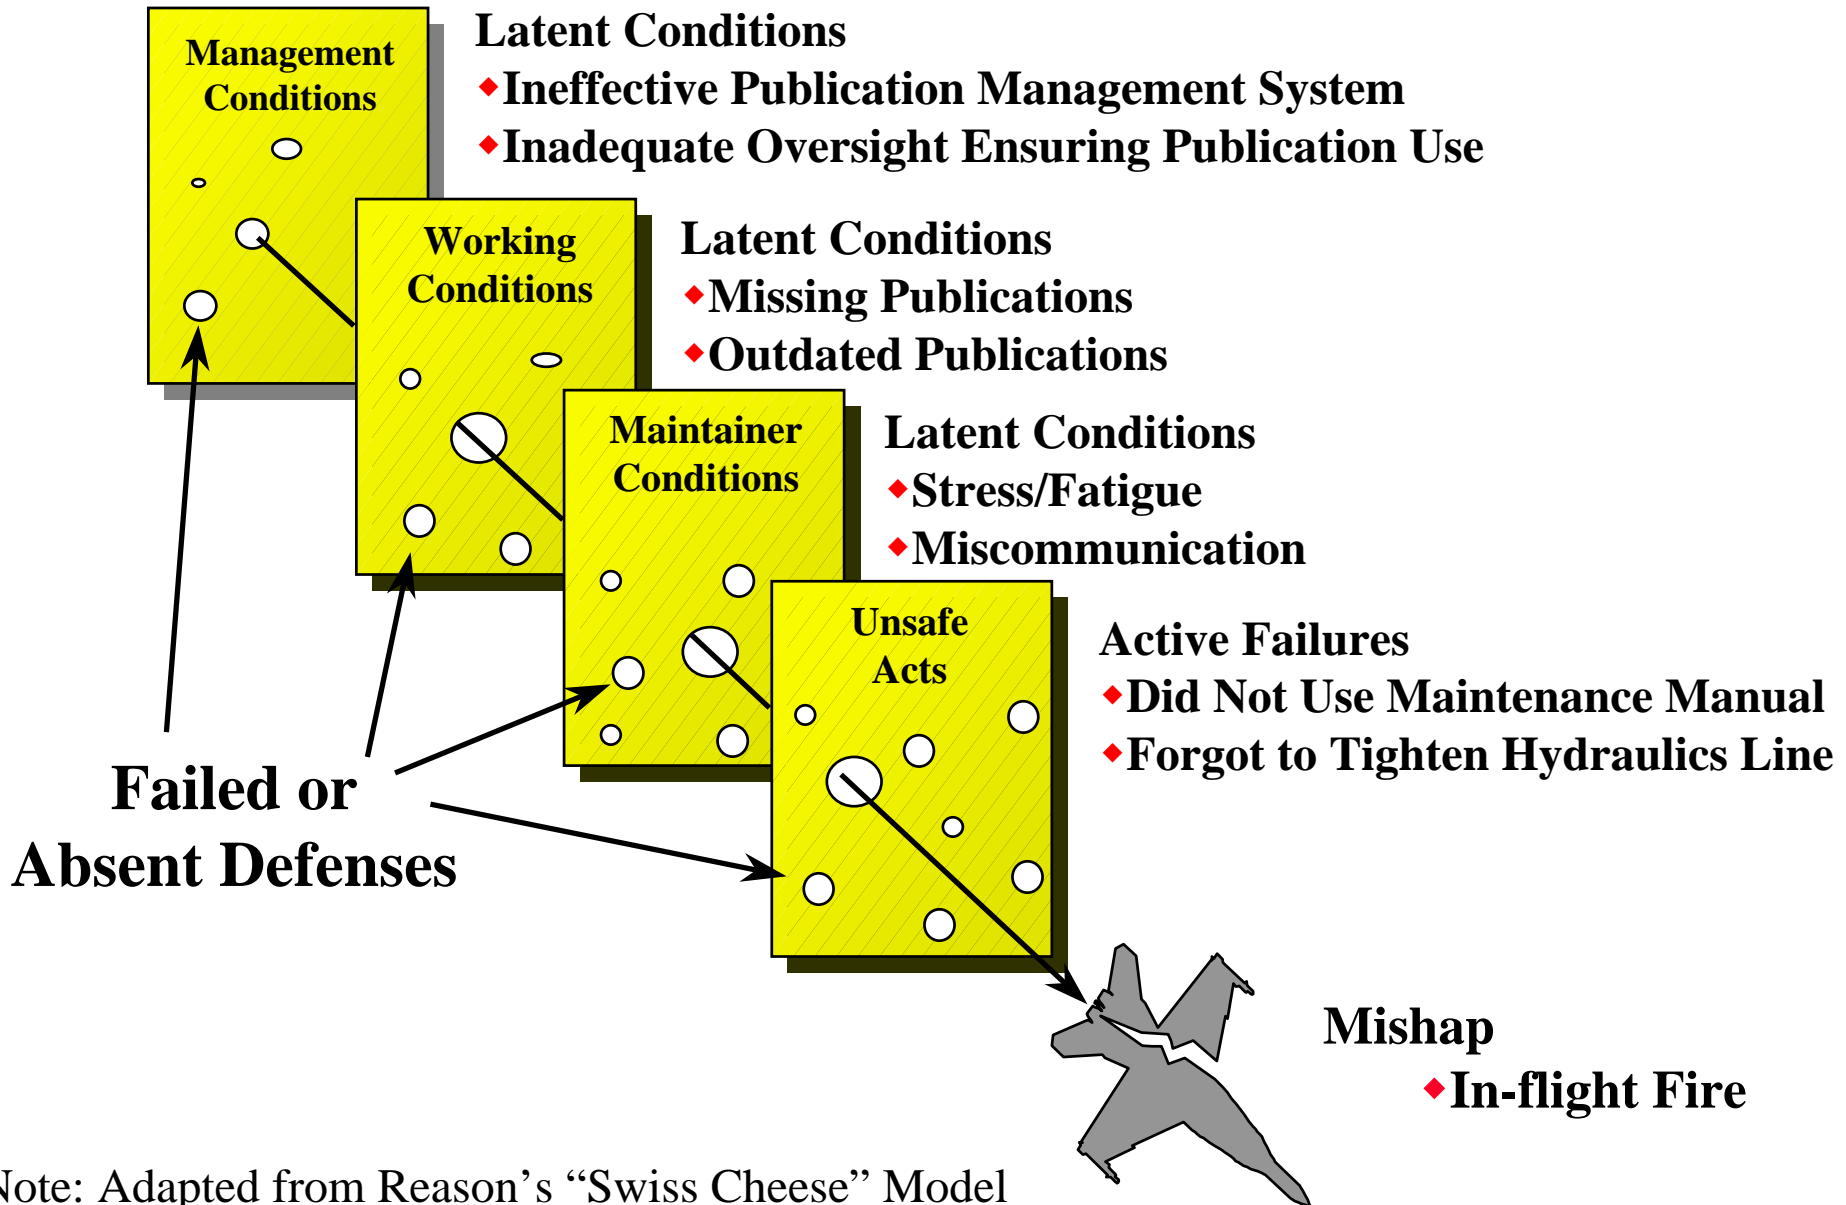 Management
Conditions
Latent Conditions
Ineffective Publication Management System
Inadequate Oversight Ensuring Publication Use
Working
Conditions
Latent Conditions
Missing Publications
Outdated Publications
Maintainer
Conditions
Latent Conditions
Stress/Fatigue
Miscommunication
Unsafe
Acts
Active Failures
Did Not Use Maintenance Manual
Forgot to Tighten Hydraulics Line
Failed or
Absent Defenses
Mishap
In-flight Fire
Note: Adapted from Reason’s “Swiss Cheese” Model